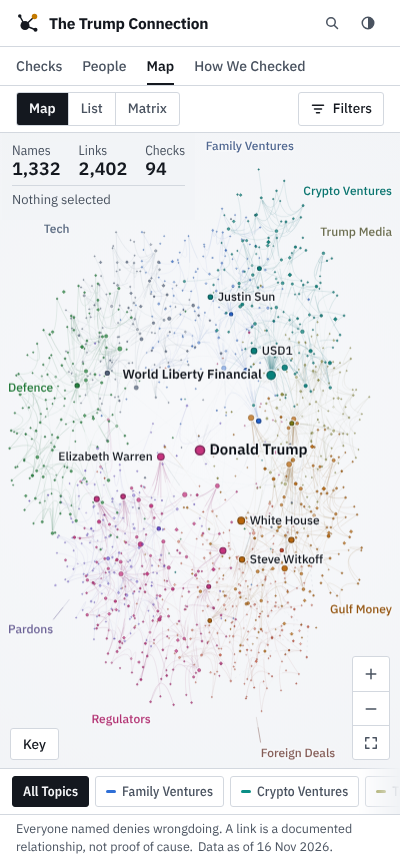 The Trump Connection
Checks People Map How We Checked
Map List Matrix Filters
Names Links Checks
1,332 2,402 94
Nothing selected
Family Ventures
Crypto Ventures
Tech
Trump Media
Justin Sun
USD1
World Liberty Financial
Defence
Donald Trump
Elizabeth Warren
White House
Steve Witkoff
Gulf Money
Pardons
Regulators
Key
Foreign Deals
All Topics Family Ventures Crypto Ventures
Everyone named denies wrongdoing. A link is a documented
relationship, not proof of cause. Data as of 16 Nov 2026.